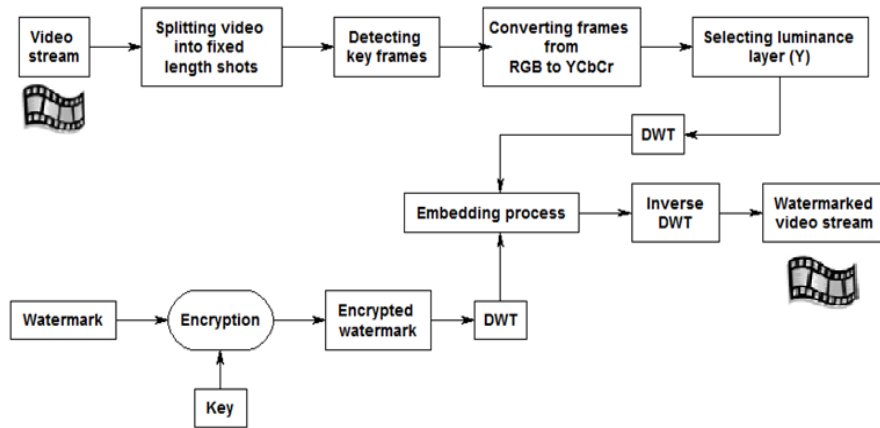 Video
stream
Splitting video
into fixed
length shots
Detecting
key frames
Converting frames
from
RGB to YCbCr
Selecting luminance
layer (Y)
DWT
Embedding process
Inverse
DWT
Watermarked
video stream
Watermark
Encryption
Encrypted
watermark
DWT
Key